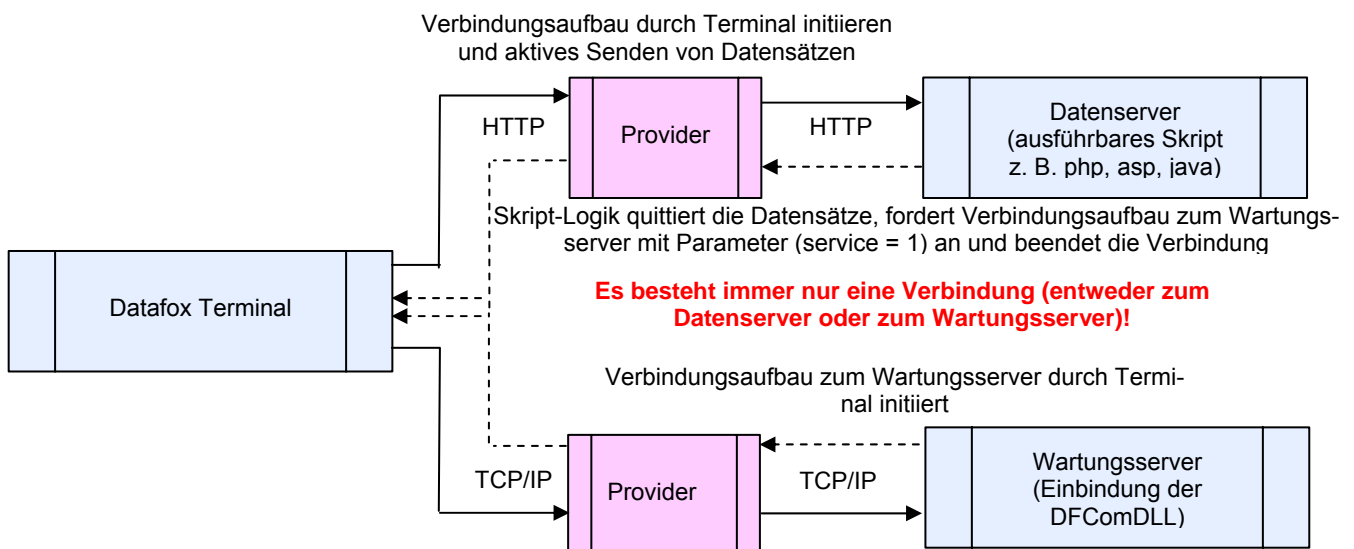 Verbindungsaufbau durch Terminal initiieren
und aktives Senden von Datensätzen
HTTP
Provider
HTTP
Datenserver
(ausführbares Skript
z. B. php, asp, java)
Skript-Logik quittiert die Datensätze, fordert Verbindungsaufbau zum Wartungs-
server mit Parameter (service = 1) an und beendet die Verbindung
Datafox Terminal
Es besteht immer nur eine Verbindung (entweder zum
Datenserver oder zum Wartungsserver)!
Verbindungsaufbau zum Wartungsserver durch Termi-
nal initiiert
TCP/IP
Provider
TCP/IP
Wartungsserver
(Einbindung der
DFComDLL)